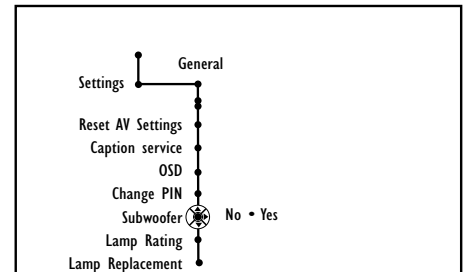 General
Settings
Reset AV Settings
Caption service
OSD
Change PIN
Subwoofer No • Yes
Lamp Rating
Lamp Replacement